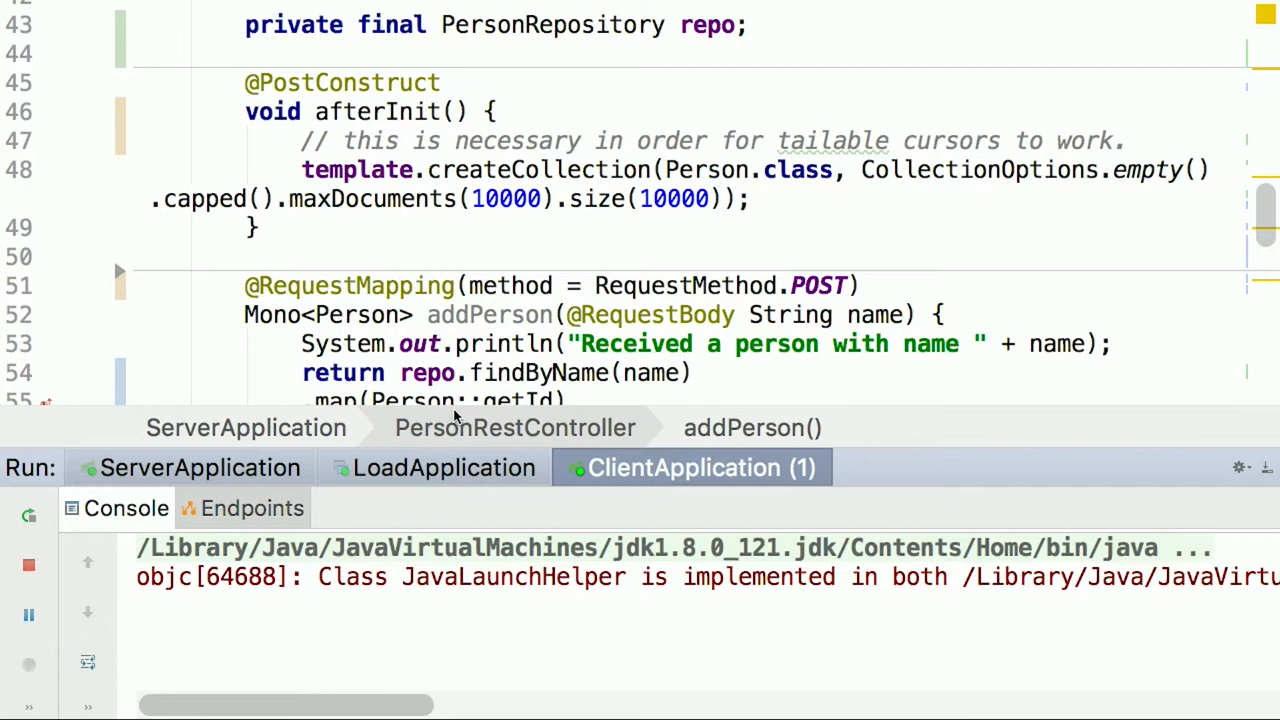 43 private final PersonRepository repo;
44
45 @PostConstruct
46 void afterInit() {
47 // this is necessary in order for tailable cursors to work.
48 template.createCollection(Person.class, CollectionOptions.empty()
.capped().maxDocuments(10000).size(10000));
49 }
50
51 @RequestMapping(method = RequestMethod.POST)
52 Mono<Person> addPerson(@RequestBody String name) {
53 System.out.println("Received a person with name " + name);
54 return repo.findByName(name)
55 .map(Person::getId)
ServerApplication PersonRestController addPerson()
Run: ServerApplication LoadApplication ClientApplication (1)
Console Endpoints
/Library/Java/JavaVirtualMachines/jdk1.8.0_121.jdk/Contents/Home/bin/java ...
objc[64688]: Class JavaLaunchHelper is implemented in both /Library/Java/JavaVirtu